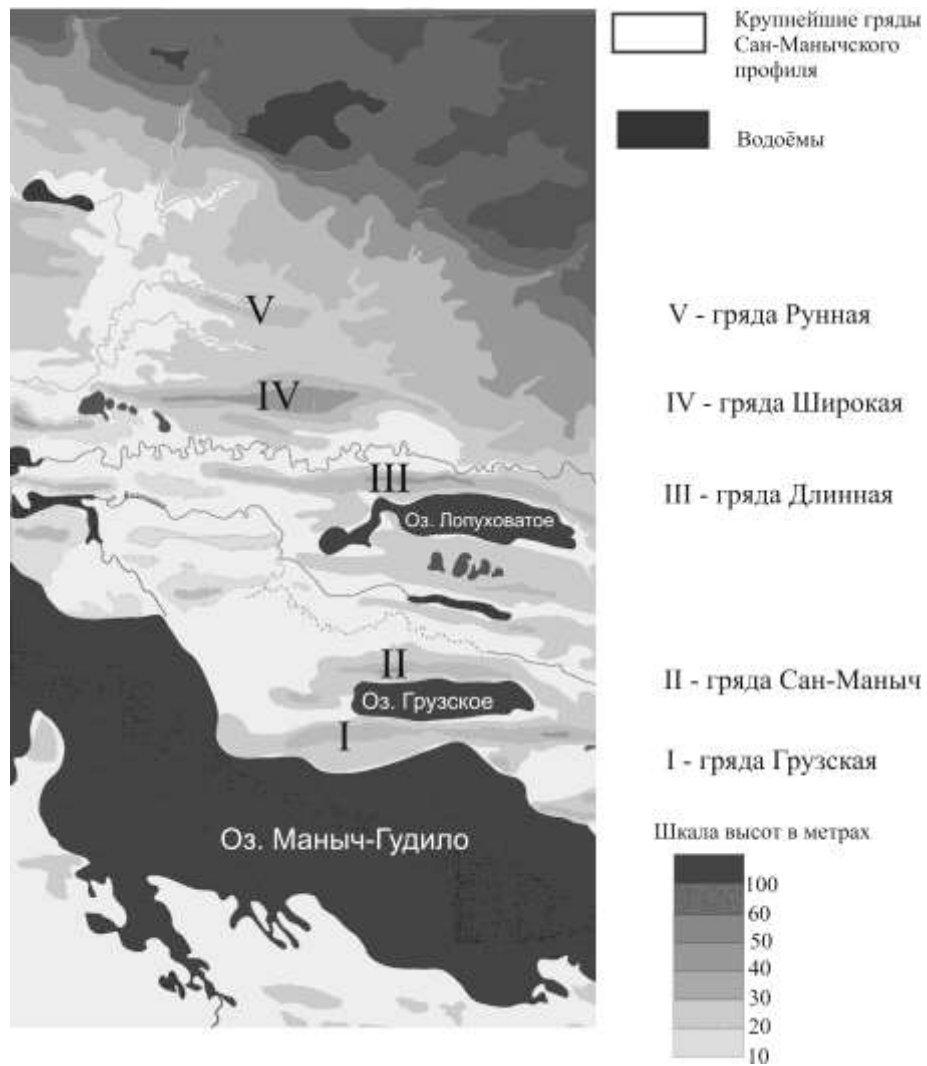 Крупнейшие гряды
Сан-Манычского
профиля
Водоёмы
V
V - гряда Рунная
IV
IV - гряда Широкая
III
III - гряда Длинная
Оз. Лопуховатое
II
II - гряда Сан-Маныч
Оз. Грузское
I
I - гряда Грузская
Оз. Маныч-Гудило
Шкала высот в метрах
100
60
50
40
30
20
10